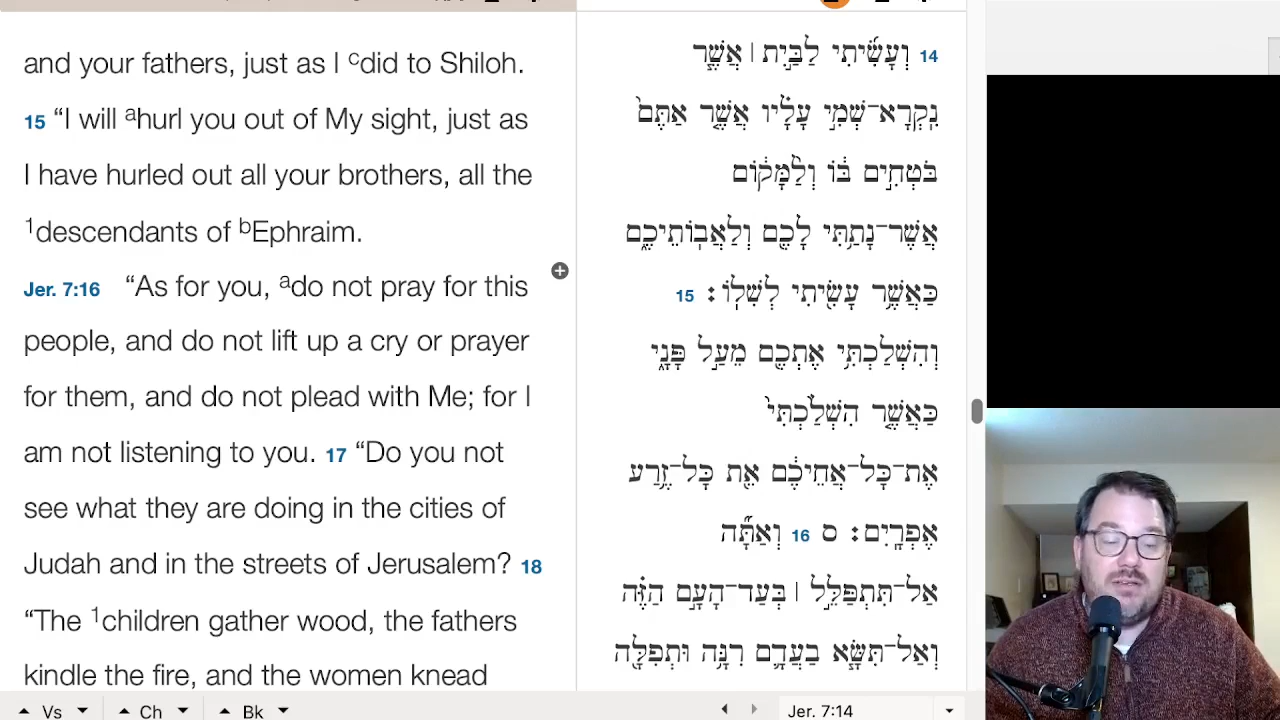 and your fathers, just as I ᶜdid to Shiloh.
15 “I will ᵃhurl you out of My sight, just as
I have hurled out all your brothers, all the
¹descendants of ᵇEphraim.
Jer. 7:16 “As for you, ᵃdo not pray for this
people, and do not lift up a cry or prayer
for them, and do not plead with Me; for I
am not listening to you. 17 “Do you not
see what they are doing in the cities of
Judah and in the streets of Jerusalem? 18
“The ¹children gather wood, the fathers
kindle the fire, and the women knead
14 וְעָשִׂ֜יתִי לַבַּ֣יִת ׀ אֲשֶׁ֧ר
נִֽקְרָא־שְׁמִ֣י עָלָ֗יו אֲשֶׁ֤ר אַתֶּם֙
בֹּטְחִ֣ים בּ֔וֹ וְלַ֨מָּק֔וֹם
אֲשֶׁר־נָתַ֥תִּי לָכֶ֖ם וְלַאֲבֽוֹתֵיכֶ֑ם
כַּאֲשֶׁ֥ר עָשִׂ֖יתִי לְשִׁלֽוֹ׃ 15
וְהִשְׁלַכְתִּ֥י אֶתְכֶ֖ם מֵעַ֣ל פָּנָ֑י
כַּאֲשֶׁ֤ר הִשְׁלַ֙כְתִּי֙
אֶת־כָּל־אֲחֵיכֶ֔ם אֵ֖ת כָּל־זֶ֥רַע
אֶפְרָֽיִם׃ ס 16 וְאַתָּ֞ה
אַל־תִּתְפַּלֵּ֣ל ׀ בְּעַד־הָעָ֣ם הַזֶּ֗ה
וְאַל־תִּשָּׂ֧א בַעֲדָ֛ם רִנָּ֥ה וּתְפִלָּ֖ה
Vs Ch Bk Jer. 7:14